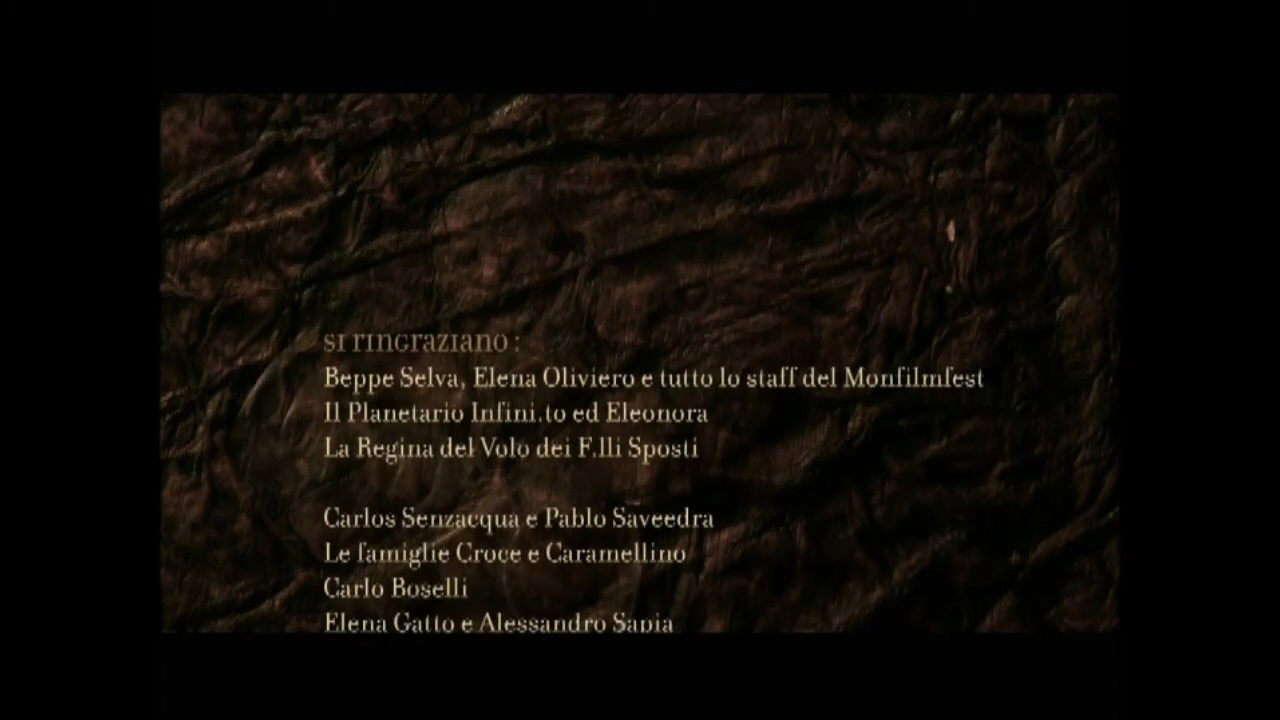 si ringraziano :
Beppe Selva, Elena Oliviero e tutto lo staff del Monfilmfest
Il Planetario Infini.to ed Eleonora
La Regina del Volo dei F.lli Sposti
Carlos Senzacqua e Pablo Saveedra
Le famiglie Croce e Caramellino
Carlo Boselli
Elena Gatto e Alessandro Sapia